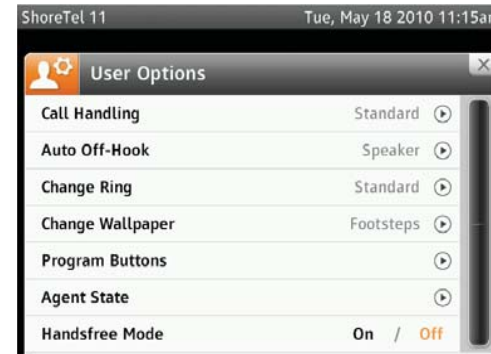 ShoreTel 11 Tue, May 18 2010 11:15a
User Options
Call Handling Standard
Auto Off-Hook Speaker
Change Ring Standard
Change Wallpaper Footsteps
Program Buttons
Agent State
Handsfree Mode On / Off